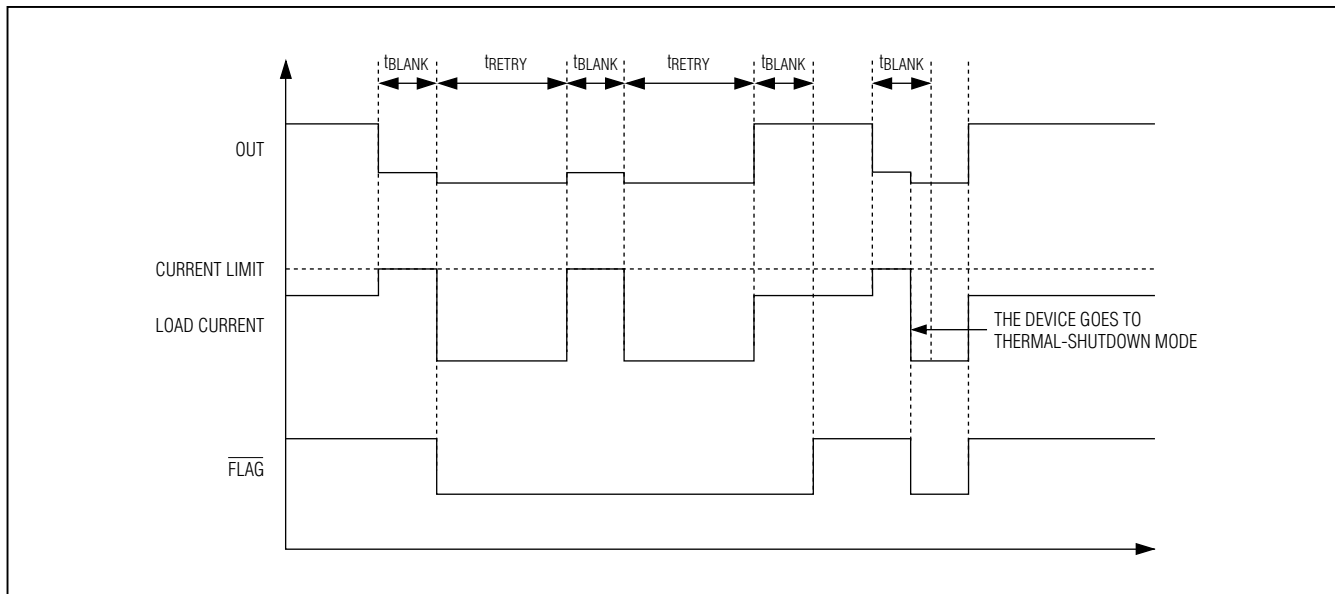 tBLANK tRETRY tBLANK tRETRY tBLANK tBLANK
OUT
CURRENT LIMIT
LOAD CURRENT
THE DEVICE GOES TO
THERMAL-SHUTDOWN MODE
FLAG